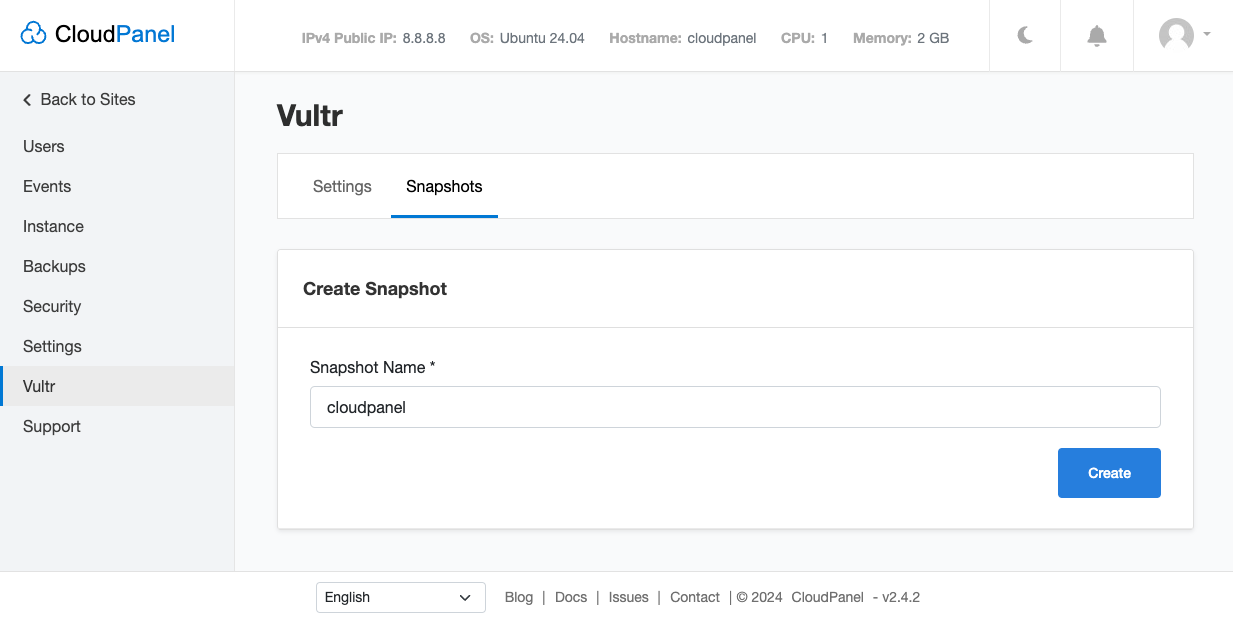 CloudPanel
IPv4 Public IP: 8.8.8.8 OS: Ubuntu 24.04 Hostname: cloudpanel CPU: 1 Memory: 2 GB
Back to Sites
Users
Events
Instance
Backups
Security
Settings
Vultr
Support
Vultr
Settings Snapshots
Create Snapshot
Snapshot Name *
cloudpanel
Create
English Blog | Docs | Issues | Contact | © 2024 CloudPanel - v2.4.2